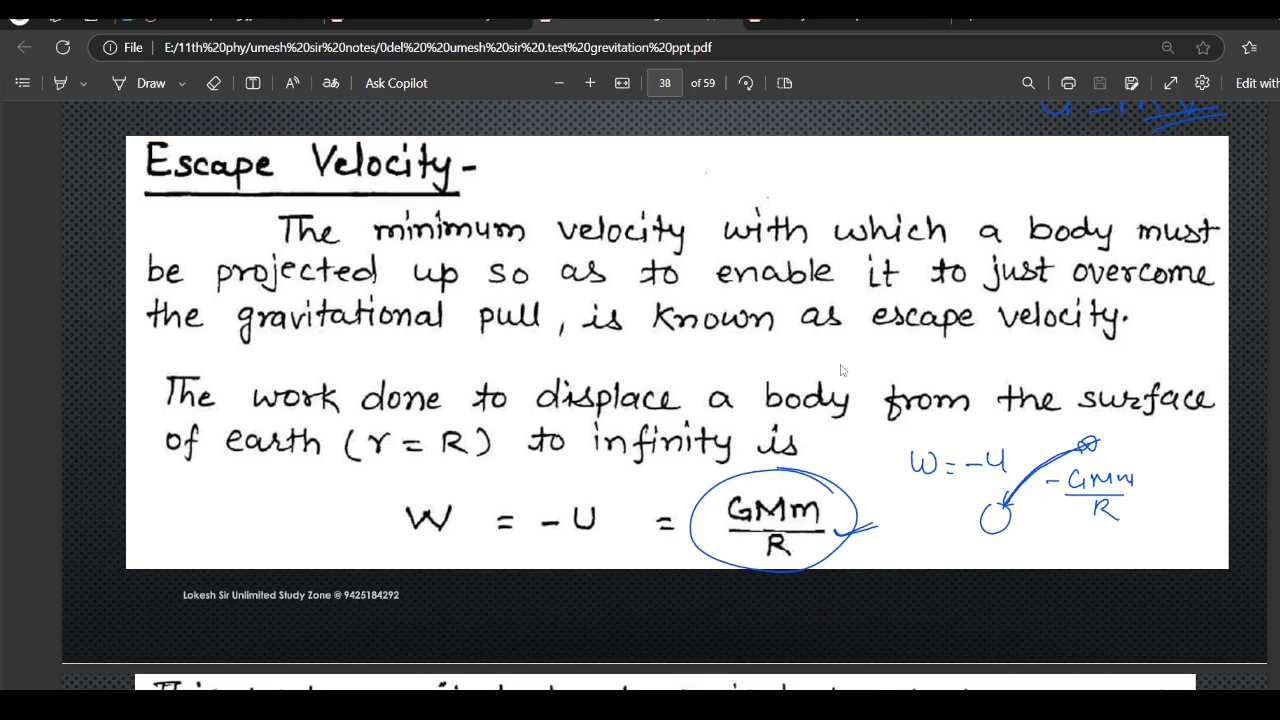 File E:/11th%20phy/umesh%20sir%20notes/0del%20%20umesh%20sir%20.test%20grevitation%20ppt.pdf
Draw Ask Copilot 38 of 59 Edit with
Escape Velocity-
The minimum velocity with which a body must
be projected up so as to enable it to just overcome
the gravitational pull, is known as escape velocity.
The work done to displace a body from the surface
of earth (r = R) to infinity is
W = -U
- GMm
R
W = -U = GMm
R
Lokesh Sir Unlimited Study Zone @ 9425184292